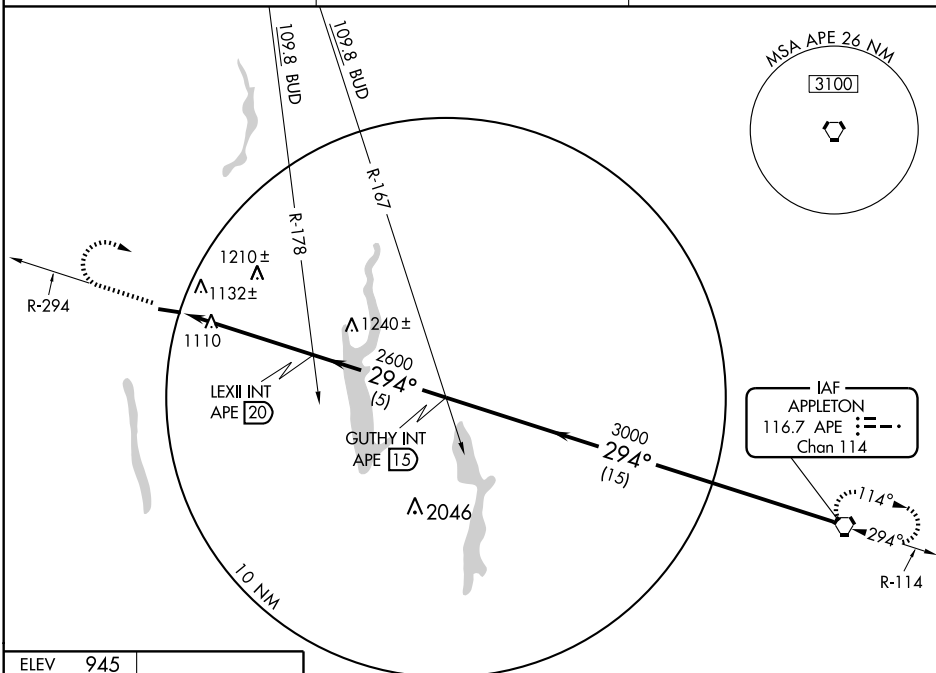 109.8 BUD
109.8 BUD
MSA APE 26 NM
3100
R-167
R-178
1210±
1132±
R-294
1110
1240±
2600
294°
(5)
LEXII INT
APE 20
GUTHY INT
APE 15
3000
294°
(15)
IAF
APPLETON
116.7 APE
Chan 114
114°
294°
R-114
2046
10 NM
ELEV 945